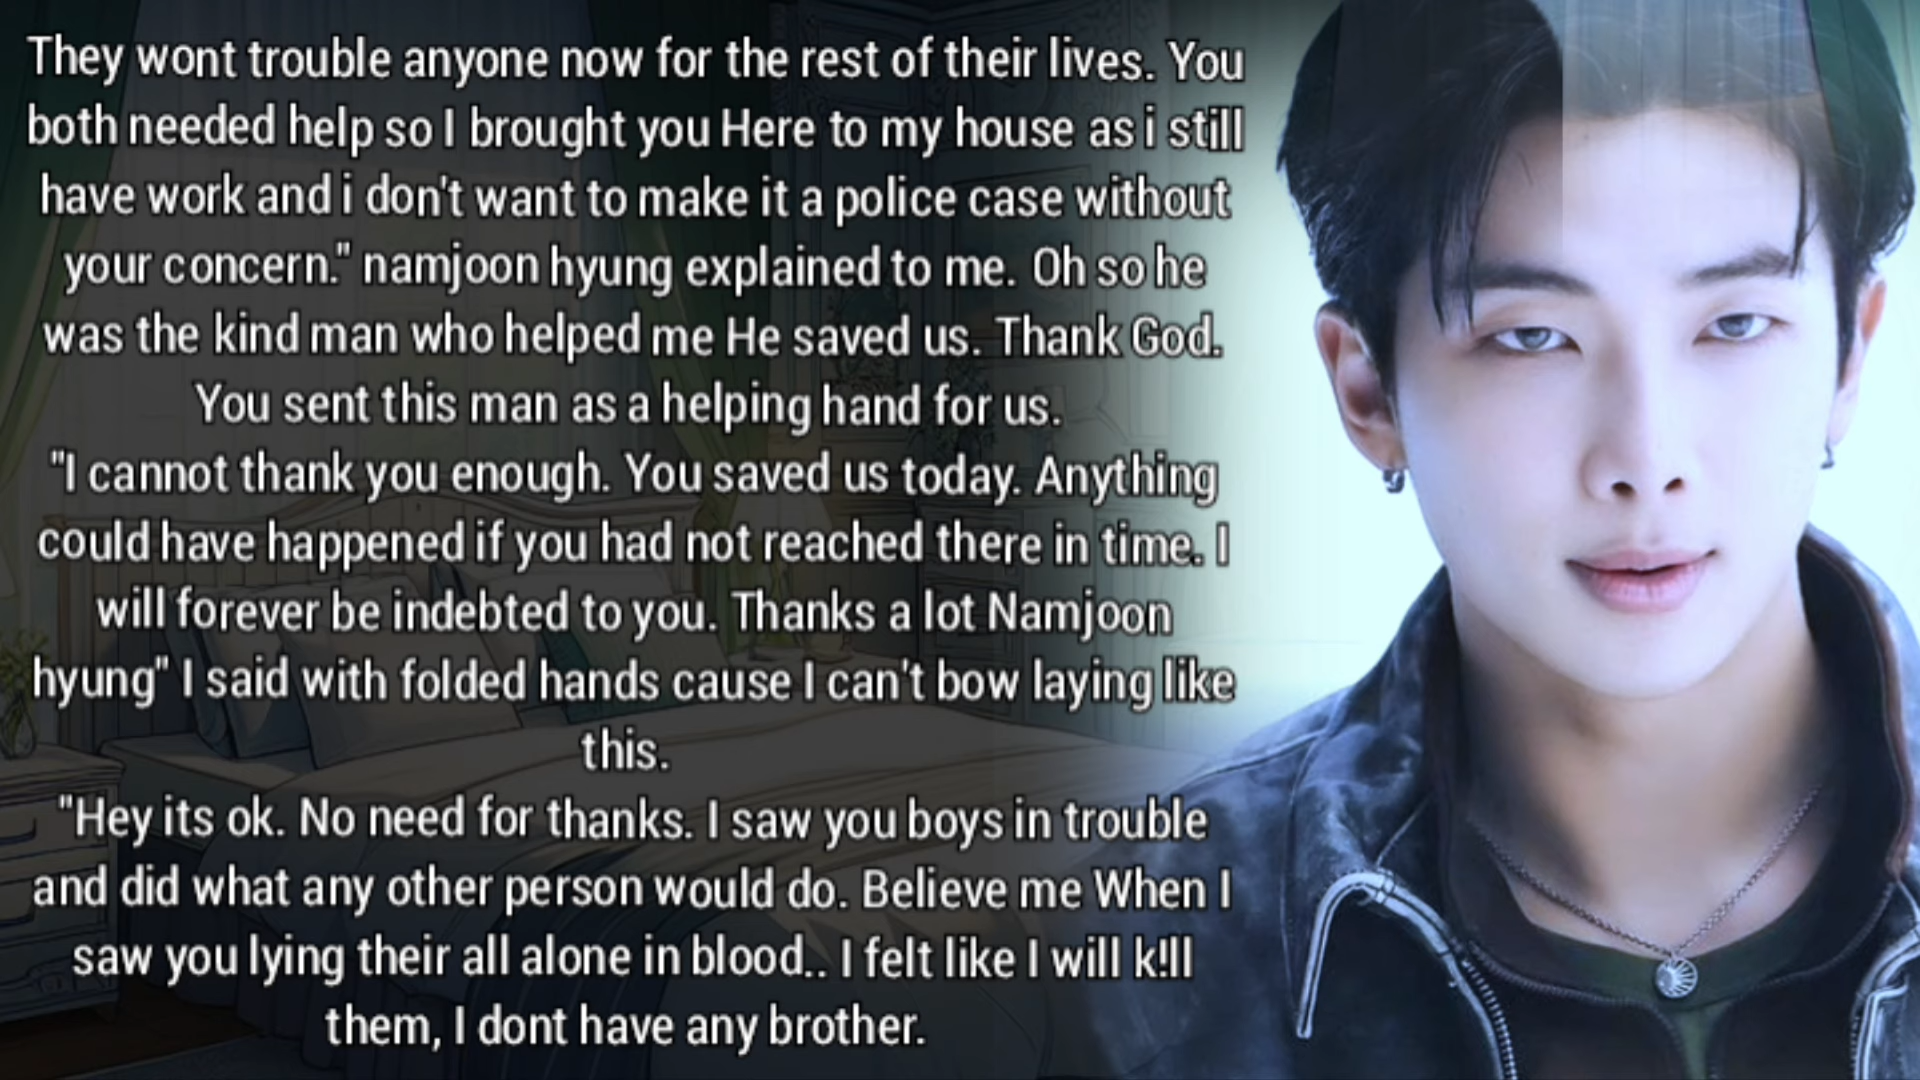 They wont trouble anyone now for the rest of their lives. You
both needed help so I brought you Here to my house as i still
have work and i don't want to make it a police case without
your concern." namjoon hyung explained to me. Oh so he
was the kind man who helped me He saved us. Thank God.
You sent this man as a helping hand for us.
"I cannot thank you enough. You saved us today. Anything
could have happened if you had not reached there in time. I
will forever be indebted to you. Thanks a lot Namjoon
hyung" I said with folded hands cause I can't bow laying like
this.
"Hey its ok. No need for thanks. I saw you boys in trouble
and did what any other person would do. Believe me When I
saw you lying their all alone in blood.. I felt like I will k!ll
them, I dont have any brother.